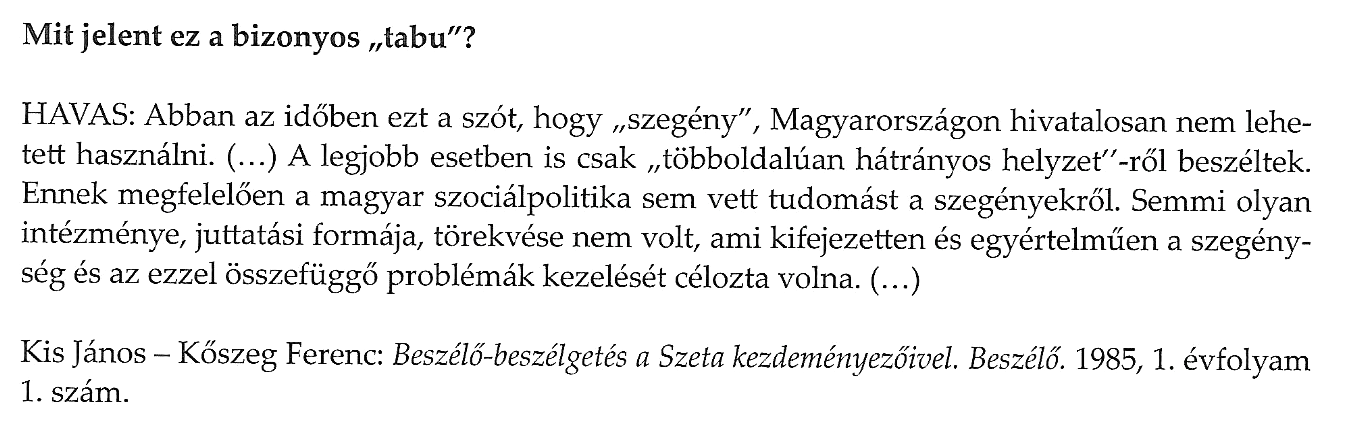 Mit jelent ez a bizonyos „tabu"?
HAVAS: Abban az időben ezt a szót, hogy „szegény", Magyarországon hivatalosan nem lehe-
tett használni. (…) A legjobb esetben is csak „többoldalúan hátrányos helyzet"-ről beszéltek.
Ennek megfelelően a magyar szociálpolitika sem vett tudomást a szegényekről. Semmi olyan
intézménye, juttatási formája, törekvése nem volt, ami kifejezetten és egyértelműen a szegény-
ség és az ezzel összefüggő problémák kezelését célozta volna. (…)
Kis János – Kőszeg Ferenc: Beszélő-beszélgetés a Szeta kezdeményezőivel. Beszélő. 1985, 1. évfolyam
1. szám.